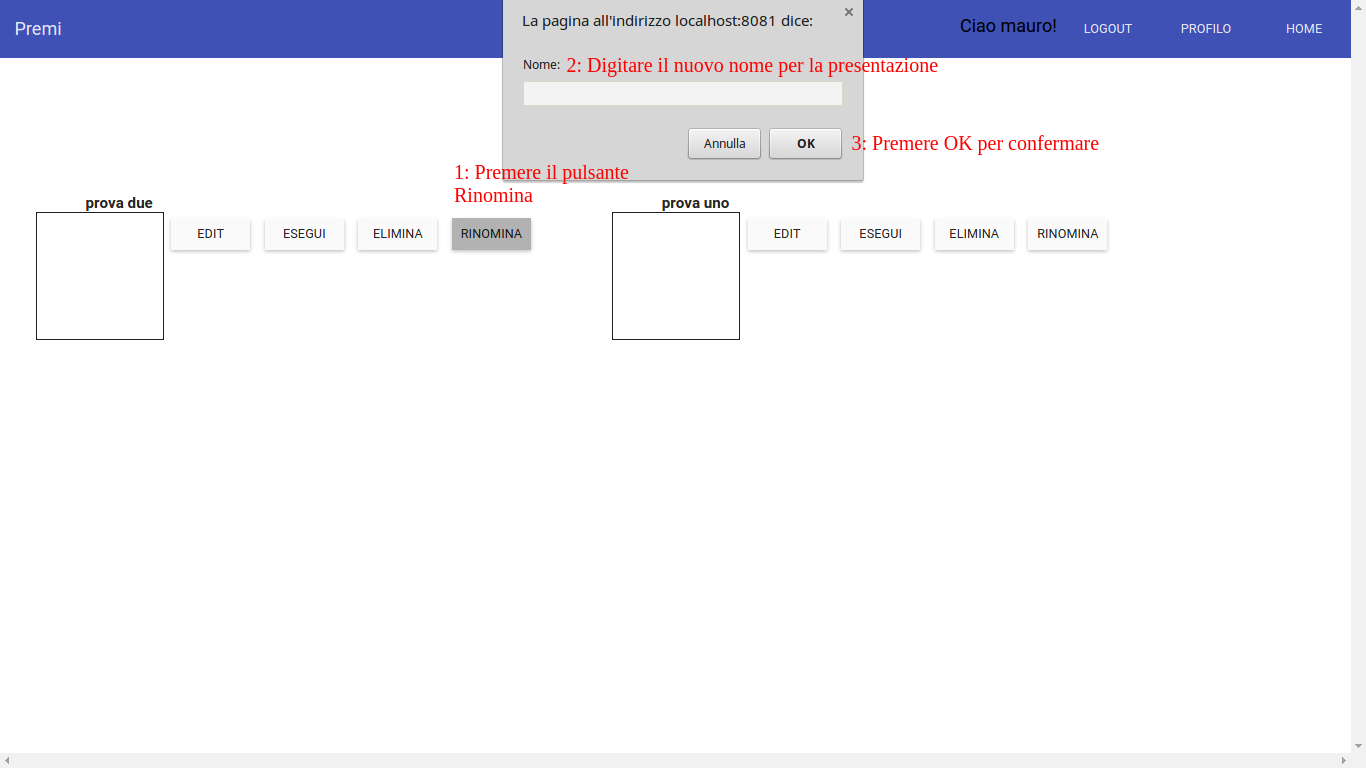 Premi
La pagina all'indirizzo localhost:8081 dice:
Ciao mauro!
LOGOUT
PROFILO
HOME
Nome:
2: Digitare il nuovo nome per la presentazione
Annulla
OK
3: Premere OK per confermare
1: Premere il pulsante
Rinomina
prova due
EDIT
ESEGUI
ELIMINA
RINOMINA
prova uno
EDIT
ESEGUI
ELIMINA
RINOMINA